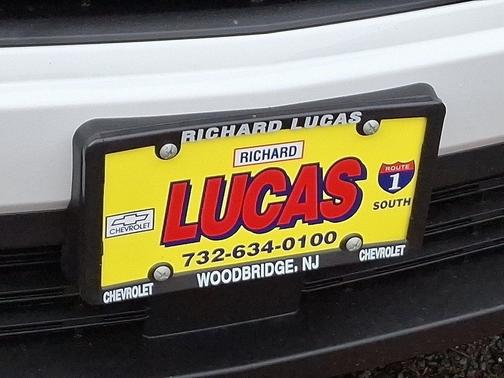 RICHARD LUCAS
RICHARD
LUCAS
CHEVROLET
ROUTE
1
SOUTH
732-634-0100
CHEVROLET
WOODBRIDGE, NJ
CHEVROLET